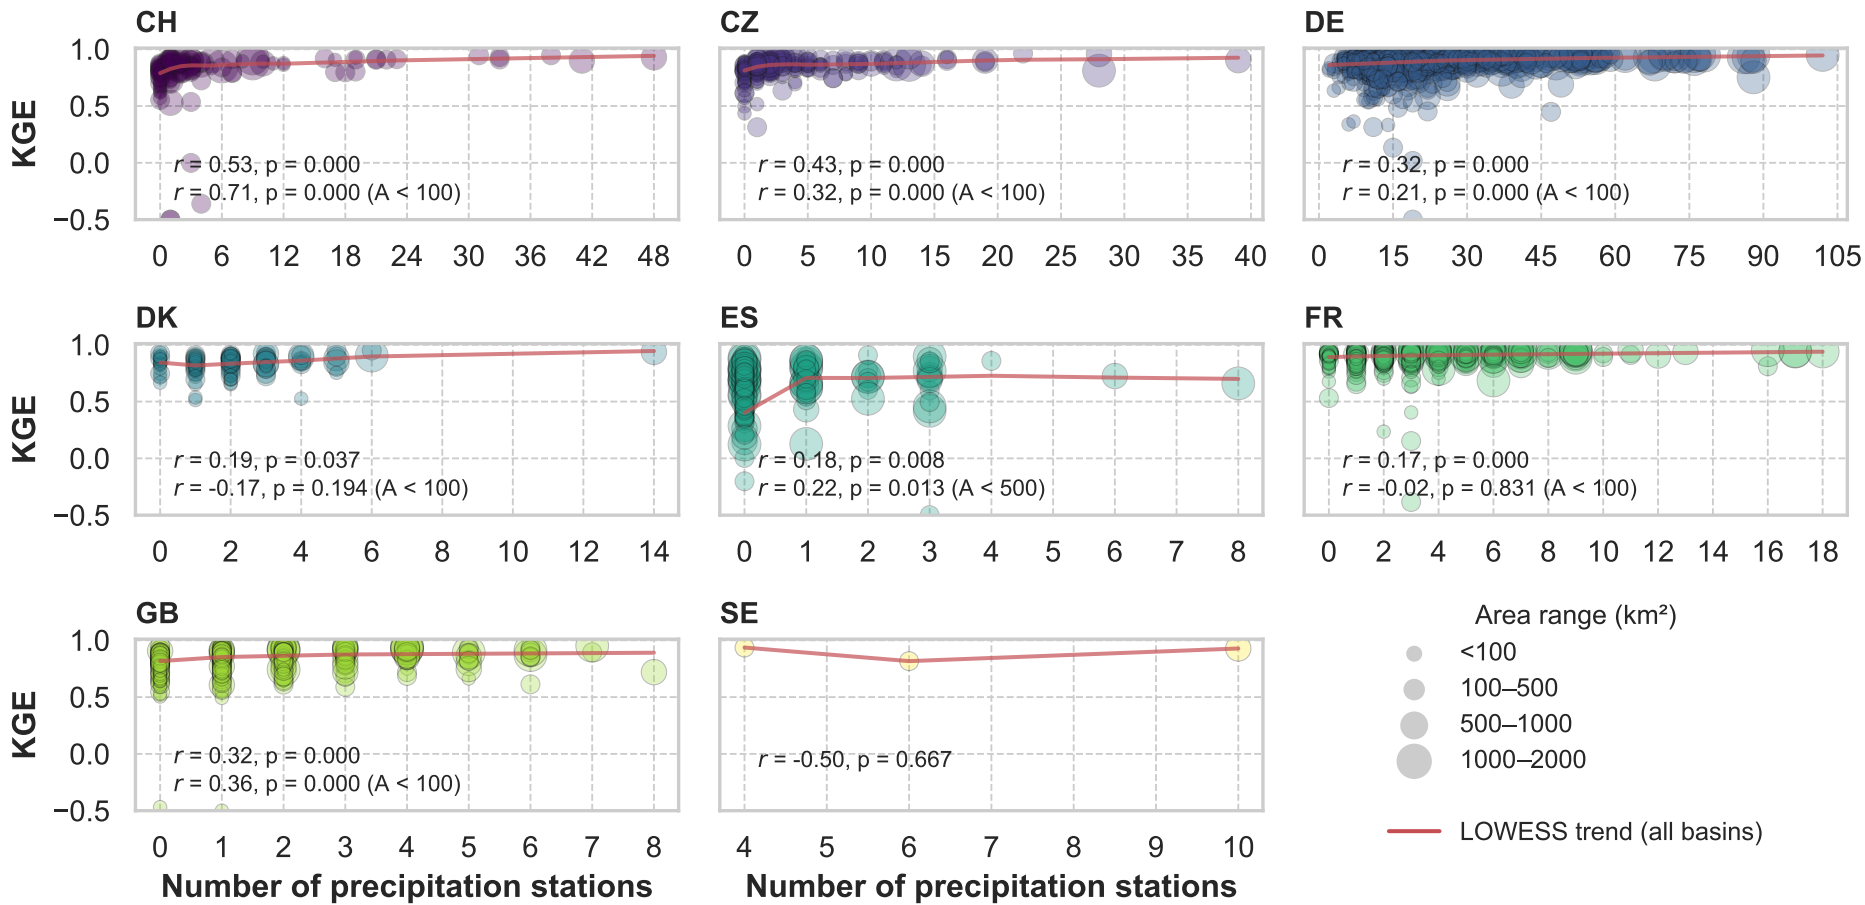 CH
CZ
DE
1.0
0.5
0.0
−0.5
KGE
r = 0.53, p = 0.000
r = 0.71, p = 0.000 (A < 100)
r = 0.43, p = 0.000
r = 0.32, p = 0.000 (A < 100)
r = 0.32, p = 0.000
r = 0.21, p = 0.000 (A < 100)
0 6 12 18 24 30 36 42 48
0 5 10 15 20 25 30 35 40
0 15 30 45 60 75 90 105
DK
ES
FR
1.0
0.5
0.0
−0.5
KGE
r = 0.19, p = 0.037
r = -0.17, p = 0.194 (A < 100)
r = 0.18, p = 0.008
r = 0.22, p = 0.013 (A < 500)
r = 0.17, p = 0.000
r = -0.02, p = 0.831 (A < 100)
0 2 4 6 8 10 12 14
0 1 2 3 4 5 6 7 8
0 2 4 6 8 10 12 14 16 18
GB
SE
1.0
0.5
0.0
−0.5
KGE
r = 0.32, p = 0.000
r = 0.36, p = 0.000 (A < 100)
r = -0.50, p = 0.667
0 1 2 3 4 5 6 7 8
4 5 6 7 8 9 10
Number of precipitation stations
Number of precipitation stations
Area range (km²)
<100
100–500
500–1000
1000–2000
LOWESS trend (all basins)